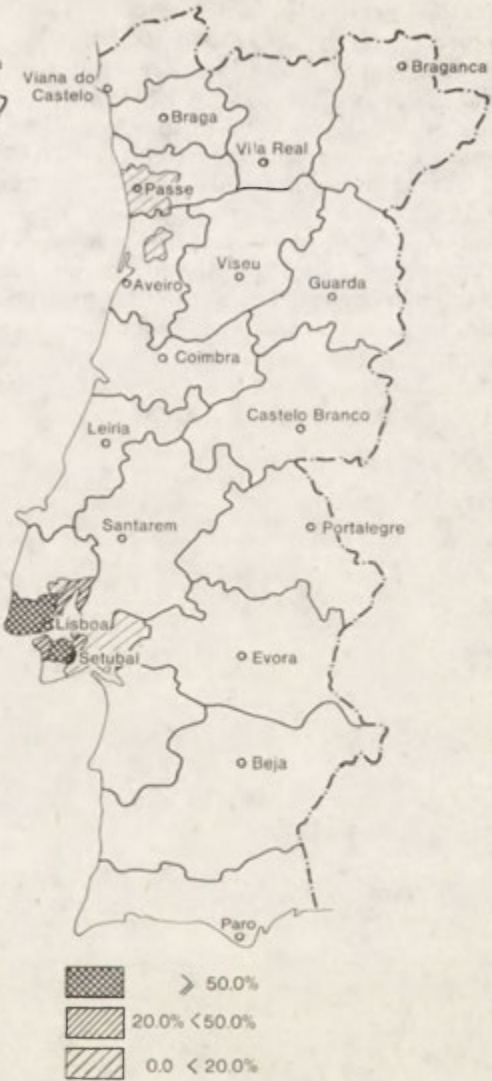 Viana do
Castelo
Braganca
Braga
Vila Real
Passe
Viseu
Guarda
Aveiro
Coimbra
Castelo Branco
Leiria
Santarem
Portalegre
Lisboa
Setubal
Evora
Beja
Paro
⩾ 50.0%
20.0% < 50.0%
0.0 < 20.0%